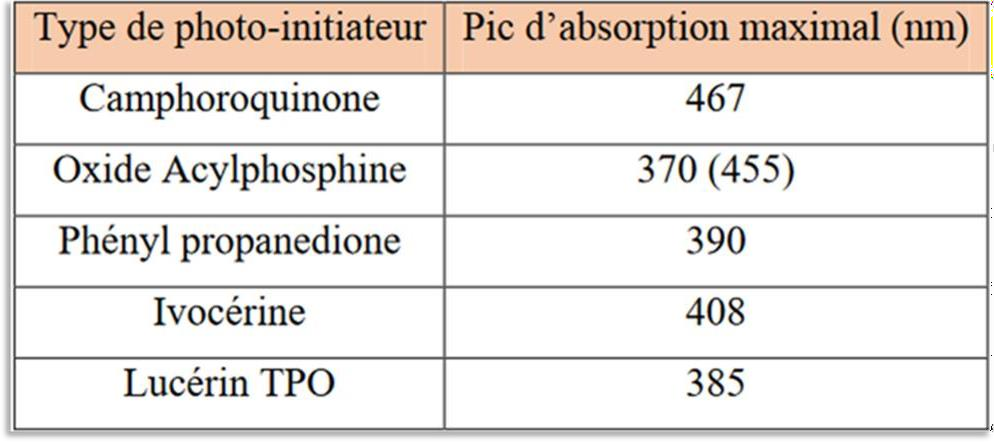 Type de photo-initiateur Pic d’absorption maximal (nm)
Camphoroquinone 467
Oxide Acylphosphine 370 (455)
Phényl propanedione 390
Ivocérine 408
Lucérin TPO 385